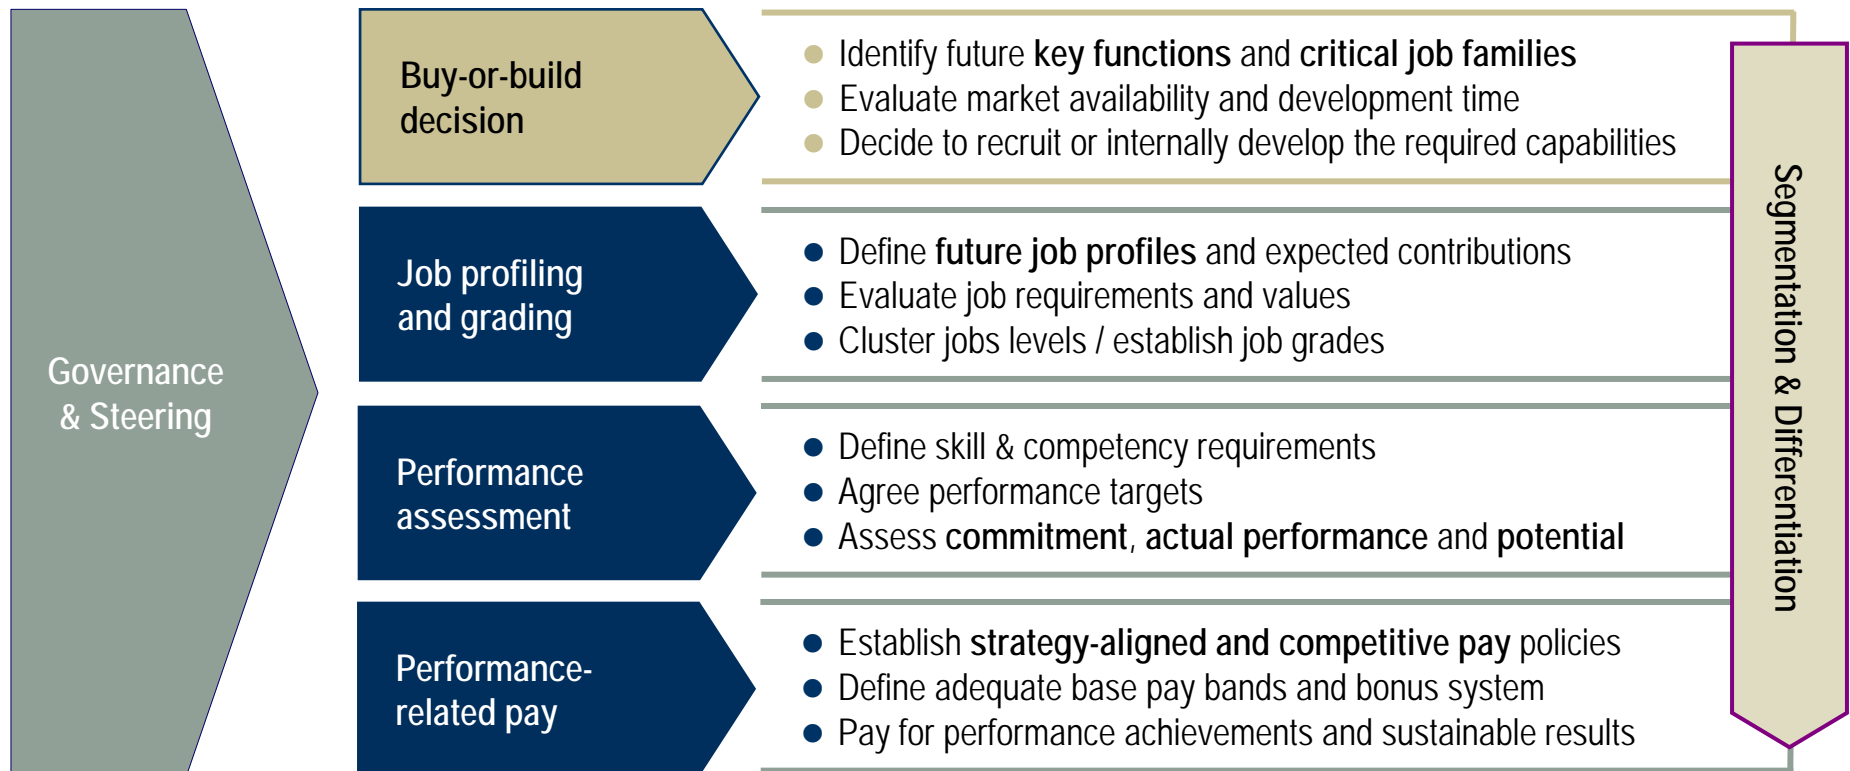 Governance
& Steering
Buy-or-build
decision
Identify future key functions and critical job families
Evaluate market availability and development time
Decide to recruit or internally develop the required capabilities
Job profiling
and grading
Define future job profiles and expected contributions
Evaluate job requirements and values
Cluster jobs levels / establish job grades
Performance
assessment
Define skill & competency requirements
Agree performance targets
Assess commitment, actual performance and potential
Performance-
related pay
Establish strategy-aligned and competitive pay policies
Define adequate base pay bands and bonus system
Pay for performance achievements and sustainable results
Segmentation & Differentiation